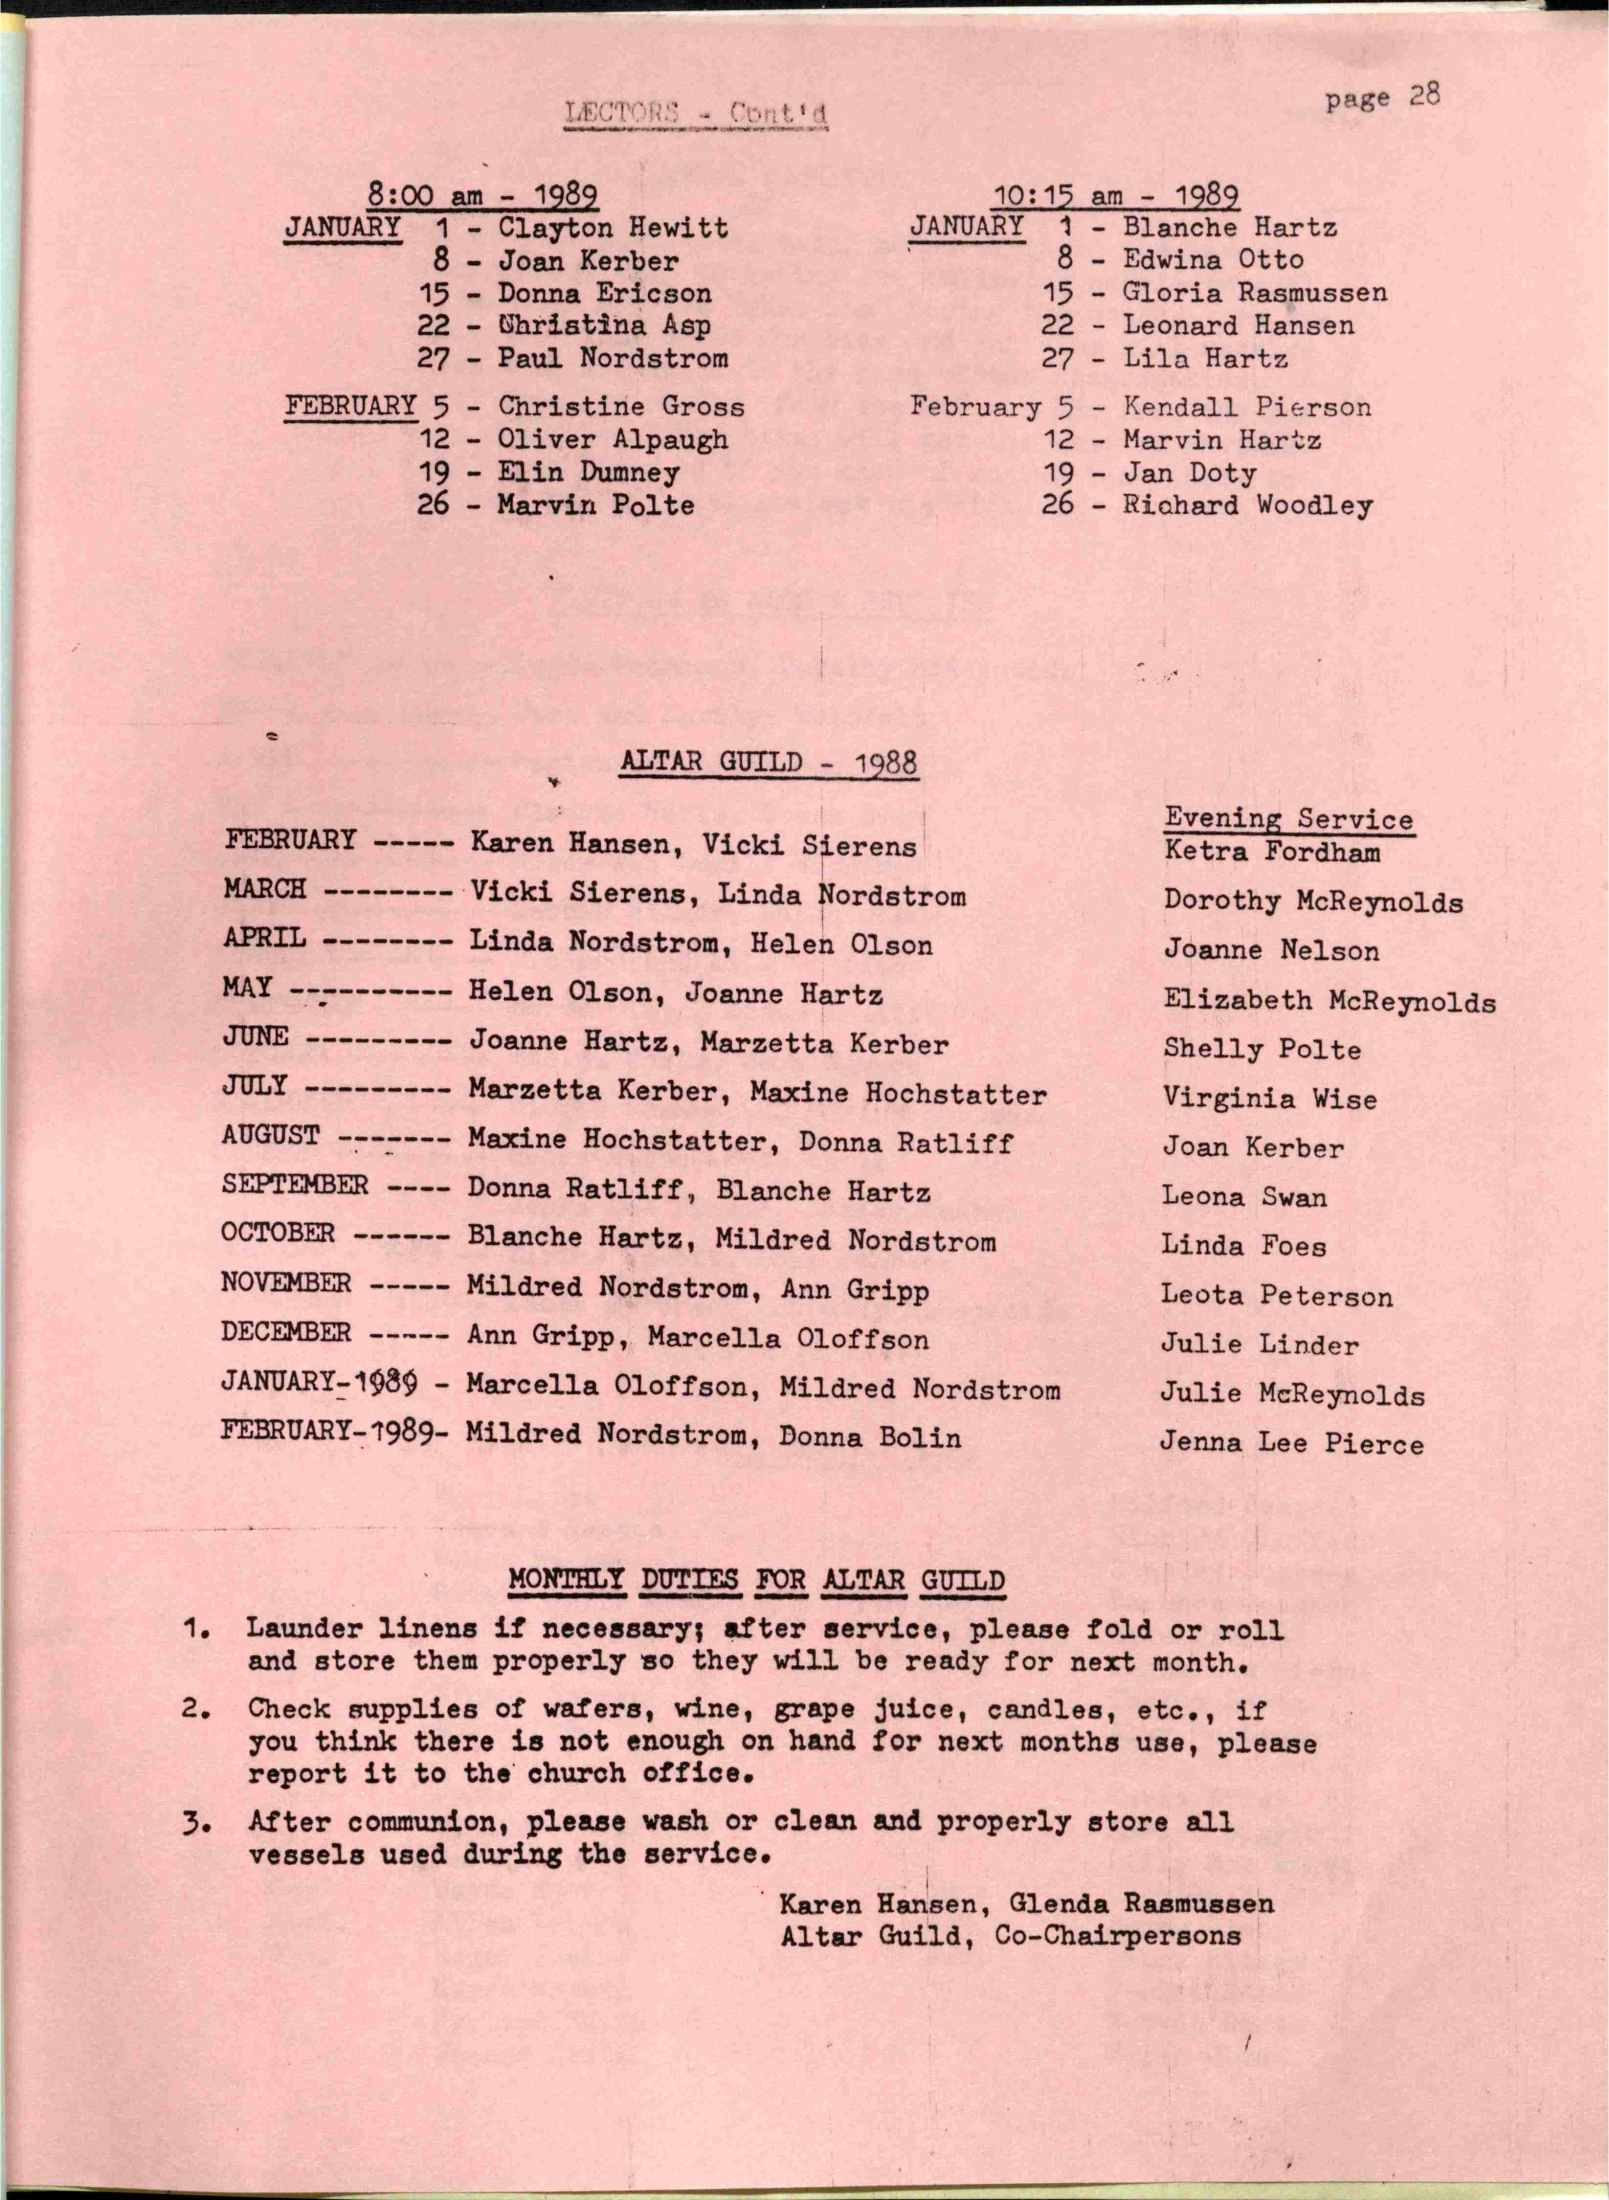 page 28
LECTORS - Cont'd
8:00 am - 1989
JANUARY 1 - Clayton Hewitt
8 - Joan Kerber
15 - Donna Ericson
22 - Christina Asp
27 - Paul Nordstrom
FEBRUARY 5 - Christine Gross
12 - Oliver Alpaugh
19 - Elin Dumney
26 - Marvin Polte
10:15 am - 1989
JANUARY 1 - Blanche Hartz
8 - Edwina Otto
15 - Gloria Rasmussen
22 - Leonard Hansen
27 - Lila Hartz
February 5 - Kendall Pierson
12 - Marvin Hartz
19 - Jan Doty
26 - Richard Woodley
ALTAR GUILD - 1988
Evening Service
FEBRUARY ----- Karen Hansen, Vicki Sierens Ketra Fordham
MARCH -------- Vicki Sierens, Linda Nordstrom Dorothy McReynolds
APRIL -------- Linda Nordstrom, Helen Olson Joanne Nelson
MAY ---------- Helen Olson, Joanne Hartz Elizabeth McReynolds
JUNE --------- Joanne Hartz, Marzetta Kerber Shelly Polte
JULY --------- Marzetta Kerber, Maxine Hochstatter Virginia Wise
AUGUST ------- Maxine Hochstatter, Donna Ratliff Joan Kerber
SEPTEMBER ---- Donna Ratliff, Blanche Hartz Leona Swan
OCTOBER ------ Blanche Hartz, Mildred Nordstrom Linda Foes
NOVEMBER ----- Mildred Nordstrom, Ann Gripp Leota Peterson
DECEMBER ----- Ann Gripp, Marcella Oloffson Julie Linder
JANUARY-1989 - Marcella Oloffson, Mildred Nordstrom Julie McReynolds
FEBRUARY-1989- Mildred Nordstrom, Donna Bolin Jenna Lee Pierce
MONTHLY DUTIES FOR ALTAR GUILD
1. Launder linens if necessary; after service, please fold or roll
and store them properly so they will be ready for next month.
2. Check supplies of wafers, wine, grape juice, candles, etc., if
you think there is not enough on hand for next months use, please
report it to the church office.
3. After communion, please wash or clean and properly store all
vessels used during the service.
Karen Hansen, Glenda Rasmussen
Altar Guild, Co-Chairpersons